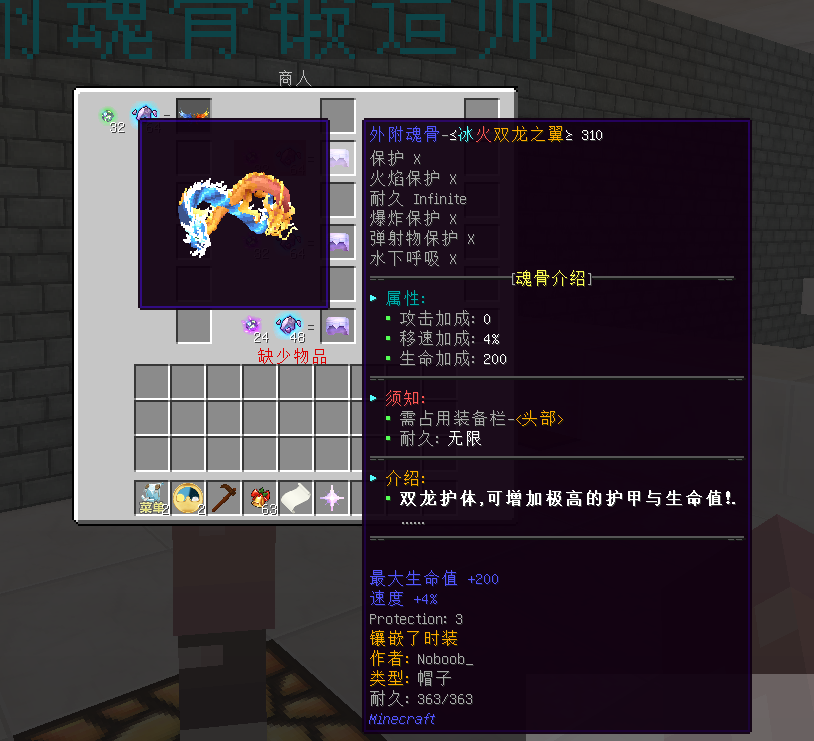 附魂骨锻造师
商人
32
64
外附魂骨-≤冰火双龙之翼≥ 310
保护 X
火焰保护 X
耐久 Infinite
爆炸保护 X
弹射物保护 X
水下呼吸 X
[魂骨介绍]
属性:
攻击加成: 0
移速加成: 4%
生命加成: 200
24 48 =
缺少物品
须知:
需占用装备栏-<头部>
耐久: 无限
介绍:
双龙护体,可增加极高的护甲与生命值!.
......
菜单 2 2 63
最大生命值 +200
速度 +4%
Protection: 3
镶嵌了时装
作者: Noboob_
类型: 帽子
耐久: 363/363
Minecraft